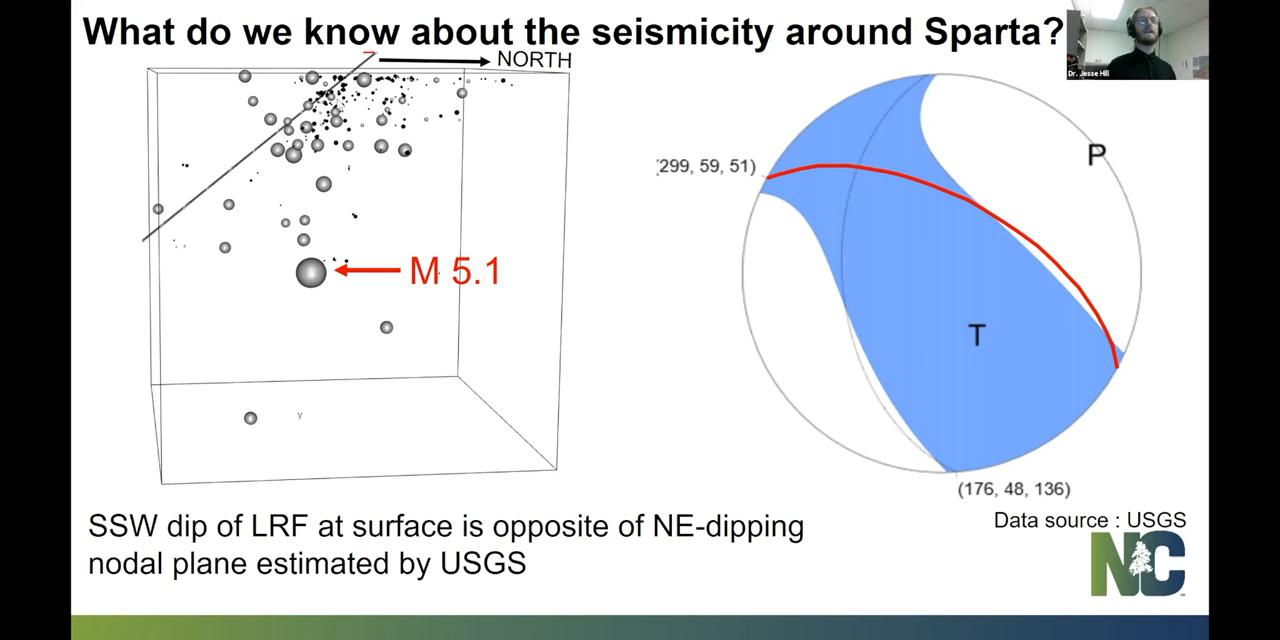 What do we know about the seismicity around Sparta?
Dr. Jesse Hill
NORTH
P
299, 59, 51)
M 5.1
T
Y
(176, 48, 136)
SSW dip of LRF at surface is opposite of NE-dipping
nodal plane estimated by USGS
Data source : USGS
NC